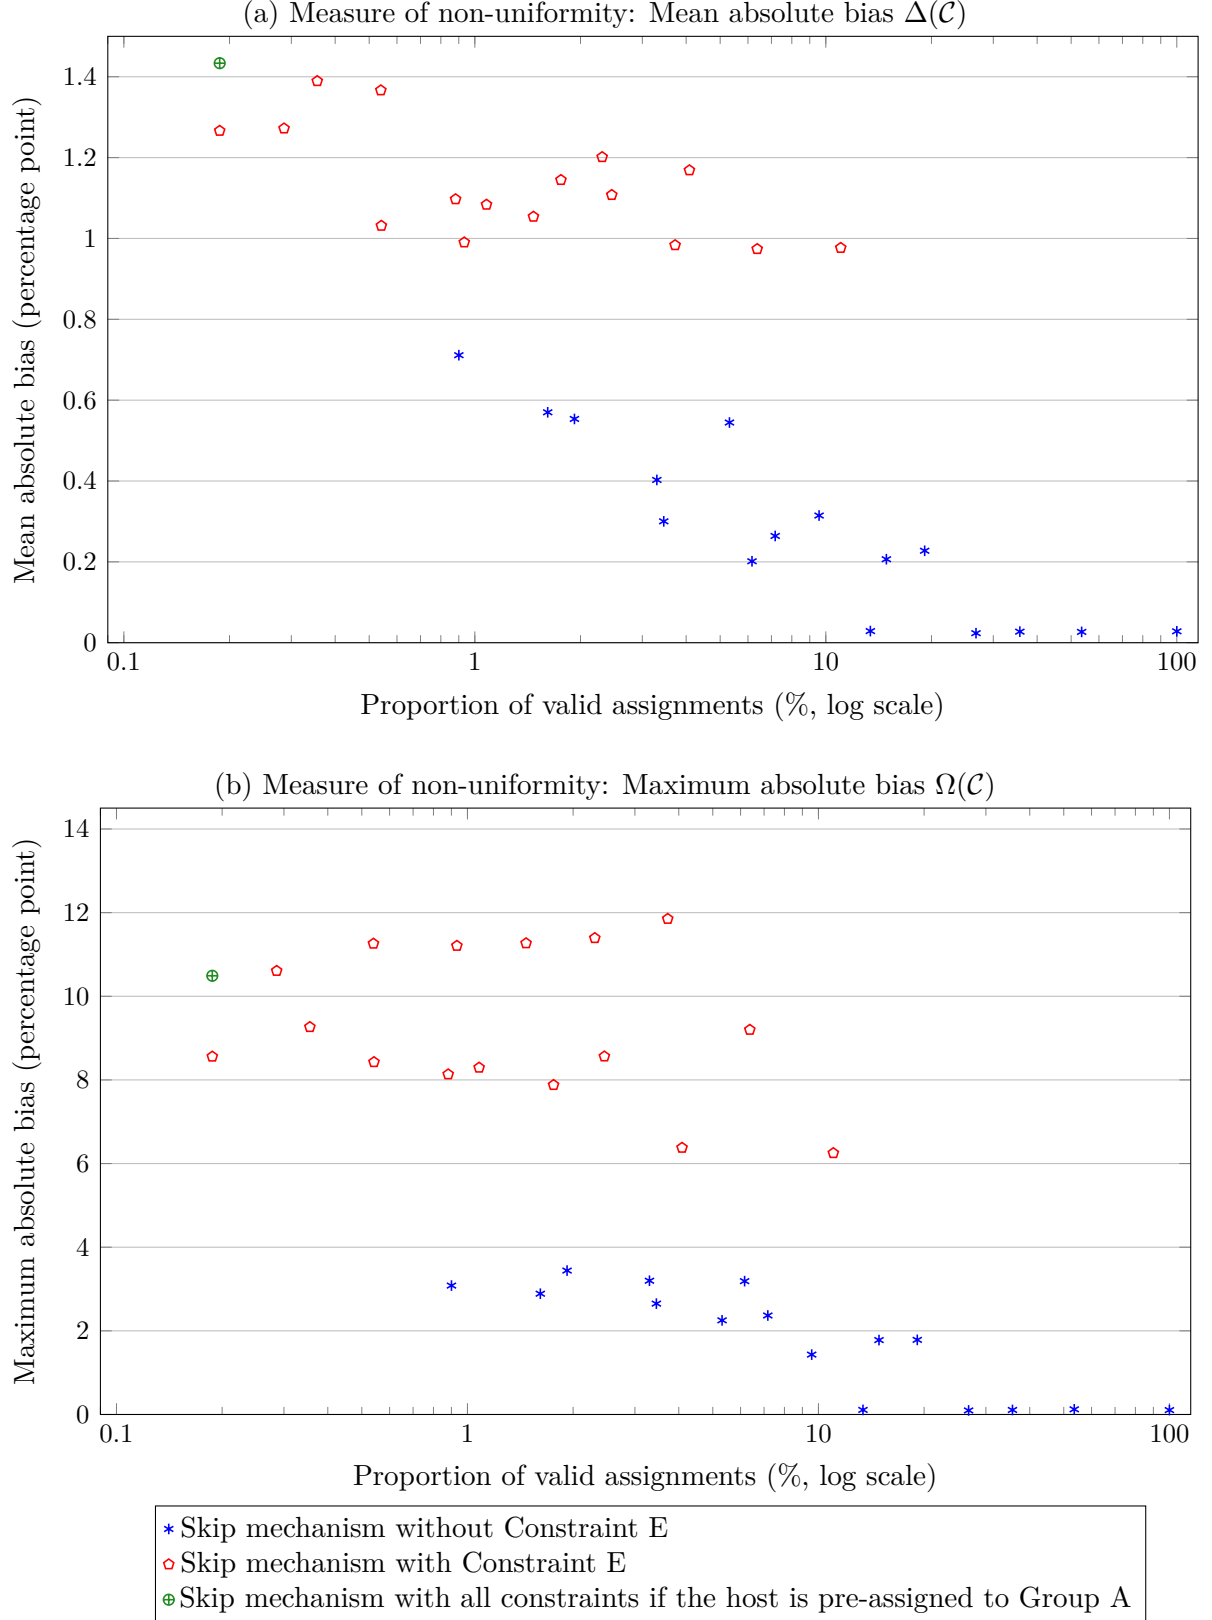 (a) Measure of non-uniformity: Mean absolute bias Δ(𝒞)
Mean absolute bias (percentage point)
1.4
1.2
1
0.8
0.6
0.4
0.2
0
0.1 1 10 100
Proportion of valid assignments (%, log scale)
(b) Measure of non-uniformity: Maximum absolute bias Ω(𝒞)
Maximum absolute bias (percentage point)
14
12
10
8
6
4
2
0
0.1 1 10 100
Proportion of valid assignments (%, log scale)
Skip mechanism without Constraint E
Skip mechanism with Constraint E
Skip mechanism with all constraints if the host is pre-assigned to Group A